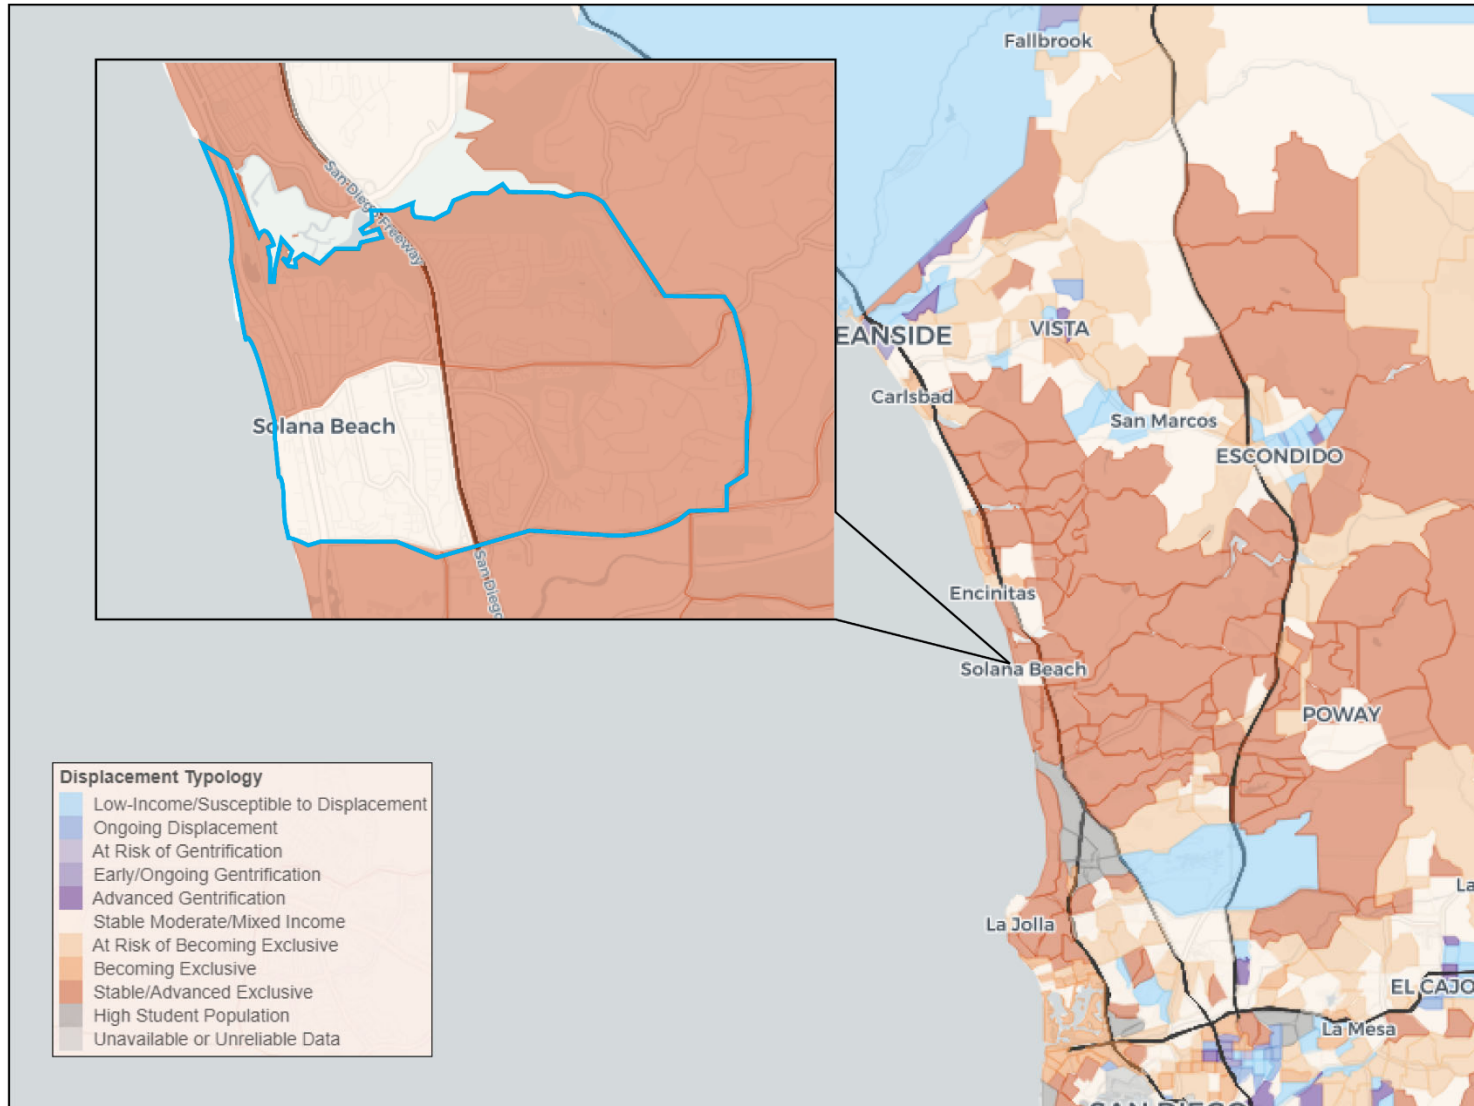 Fallbrook
San Diego Freeway
Solana Beach
San Diego
EANSIDE
VISTA
Carlsbad
San Marcos
ESCONDIDO
Encinitas
Solana Beach
POWAY
Displacement Typology
Low-Income/Susceptible to Displacement
Ongoing Displacement
At Risk of Gentrification
Early/Ongoing Gentrification
Advanced Gentrification
Stable Moderate/Mixed Income
At Risk of Becoming Exclusive
Becoming Exclusive
Stable/Advanced Exclusive
High Student Population
Unavailable or Unreliable Data
La
La Jolla
EL CAJO
La Mesa
SAN DIEGO